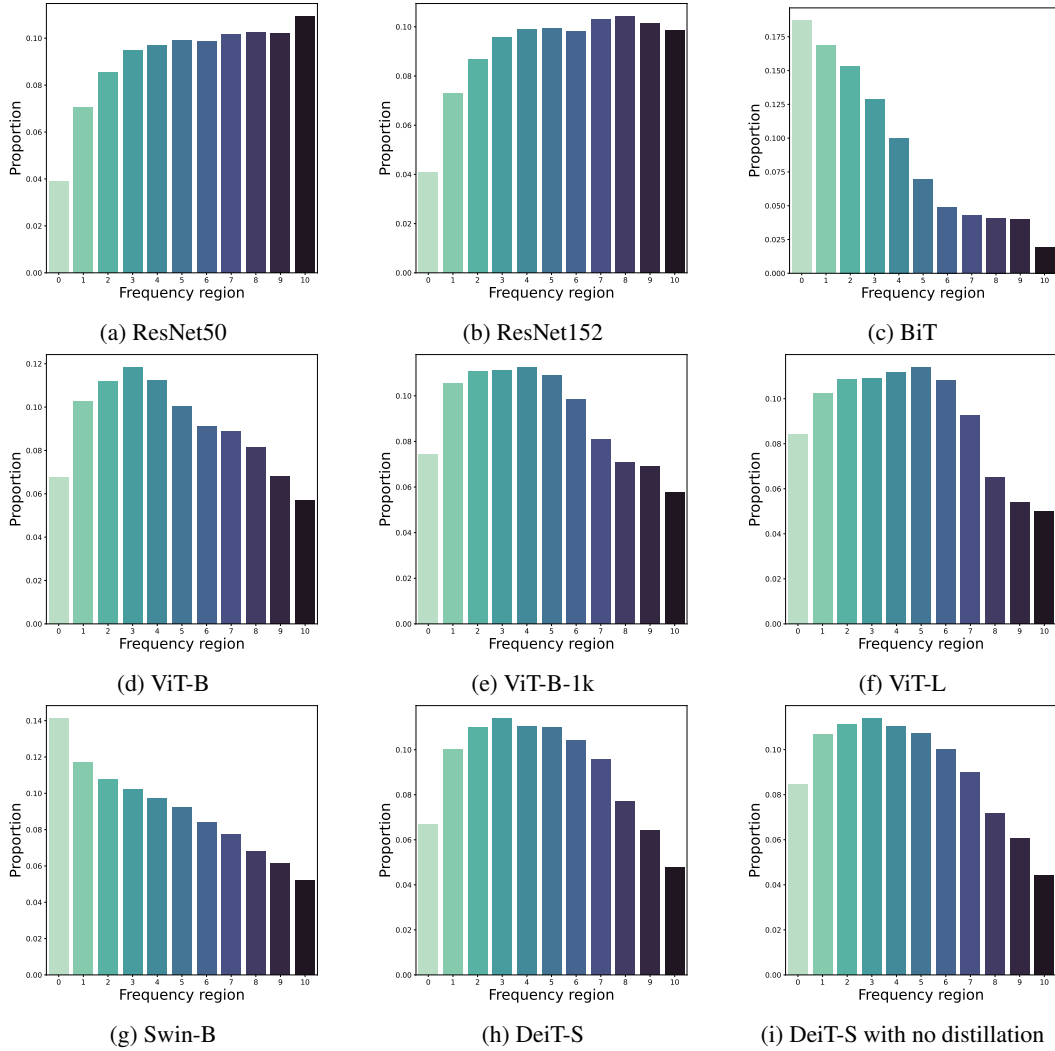 0.10
0.08
0.06
0.04
0.02
0.00
Proportion
0 1 2 3 4 5 6 7 8 9 10
Frequency region
(a) ResNet50
0.10
0.08
0.06
0.04
0.02
0.00
Proportion
0 1 2 3 4 5 6 7 8 9 10
Frequency region
(b) ResNet152
0.175
0.150
0.125
0.100
0.075
0.050
0.025
0.000
Proportion
0 1 2 3 4 5 6 7 8 9 10
Frequency region
(c) BiT
0.12
0.10
0.08
0.06
0.04
0.02
0.00
Proportion
0 1 2 3 4 5 6 7 8 9 10
Frequency region
(d) ViT-B
0.10
0.08
0.06
0.04
0.02
0.00
Proportion
0 1 2 3 4 5 6 7 8 9 10
Frequency region
(e) ViT-B-1k
0.10
0.08
0.06
0.04
0.02
0.00
Proportion
0 1 2 3 4 5 6 7 8 9 10
Frequency region
(f) ViT-L
0.14
0.12
0.10
0.08
0.06
0.04
0.02
0.00
Proportion
0 1 2 3 4 5 6 7 8 9 10
Frequency region
(g) Swin-B
0.10
0.08
0.06
0.04
0.02
0.00
Proportion
0 1 2 3 4 5 6 7 8 9 10
Frequency region
(h) DeiT-S
0.10
0.08
0.06
0.04
0.02
0.00
Proportion
0 1 2 3 4 5 6 7 8 9 10
Frequency region
(i) DeiT-S with no distillation